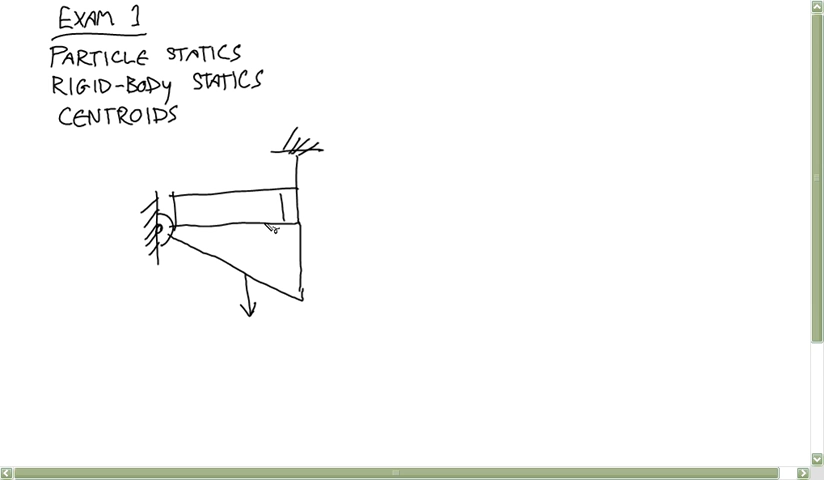 EXAM 1
PARTICLE STATICS
RIGID-BODY STATICS
CENTROIDS